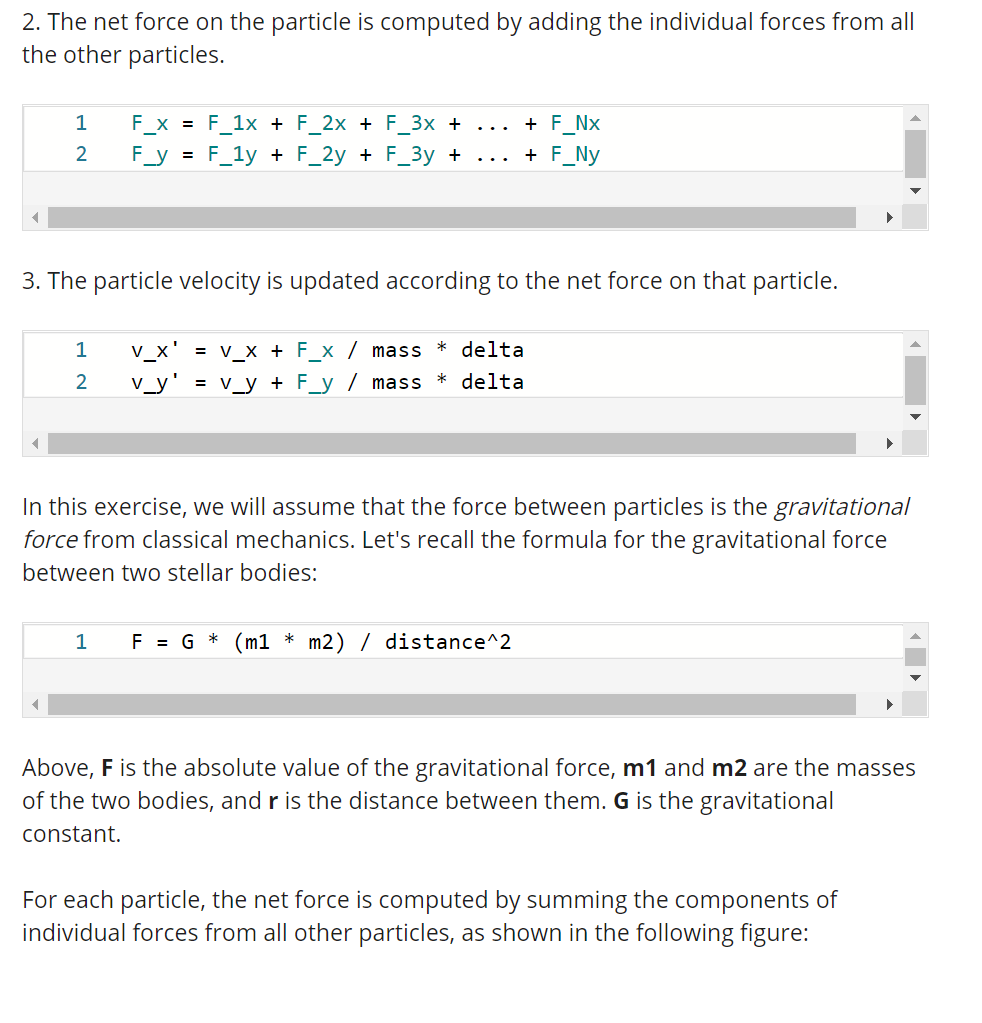 2. The net force on the particle is computed by adding the individual forces from all
the other particles.
1 F_x = F_1x + F_2x + F_3x + ... + F_Nx
2 F_y = F_1y + F_2y + F_3y + ... + F_Ny
3. The particle velocity is updated according to the net force on that particle.
1 v_x' = v_x + F_x / mass * delta
2 v_y' = v_y + F_y / mass * delta
In this exercise, we will assume that the force between particles is the gravitational
force from classical mechanics. Let's recall the formula for the gravitational force
between two stellar bodies:
1 F = G * (m1 * m2) / distance^2
Above, F is the absolute value of the gravitational force, m1 and m2 are the masses
of the two bodies, and r is the distance between them. G is the gravitational
constant.
For each particle, the net force is computed by summing the components of
individual forces from all other particles, as shown in the following figure: